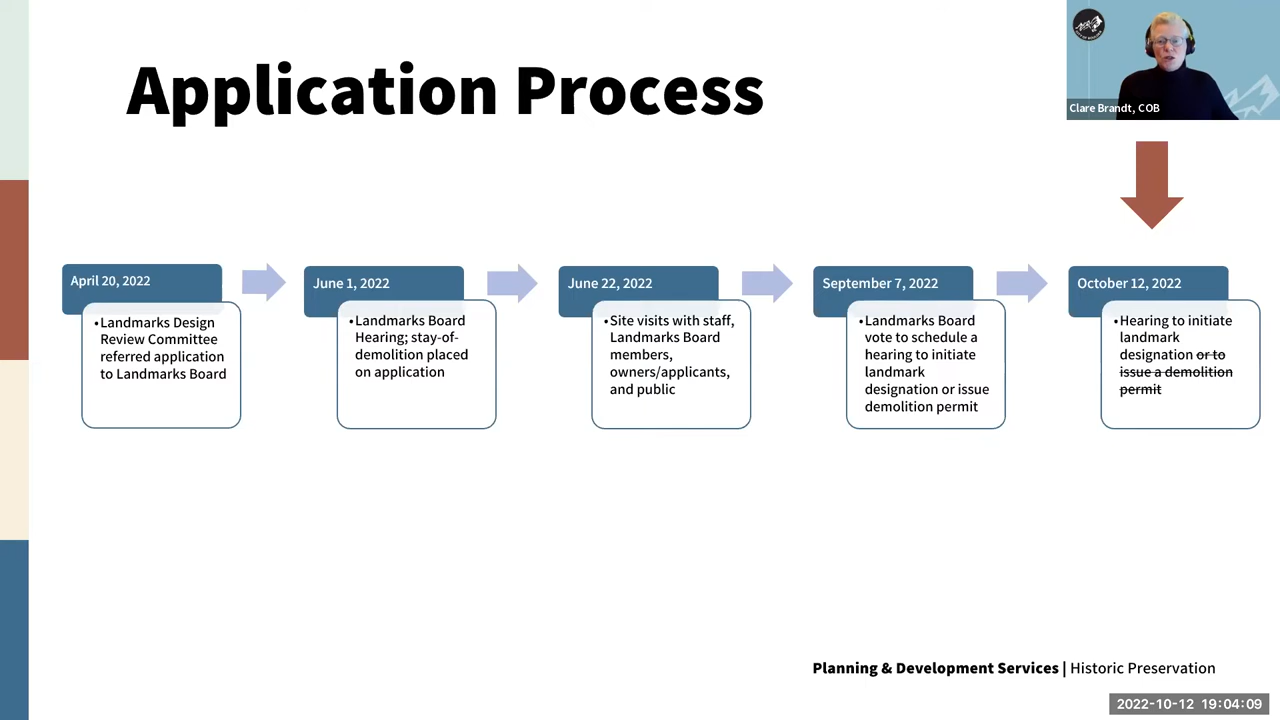 Application Process
Clare Brandt, COB
April 20, 2022
•Landmarks Design
Review Committee
referred application
to Landmarks Board
June 1, 2022
•Landmarks Board
Hearing; stay-of-
demolition placed
on application
June 22, 2022
•Site visits with staff,
Landmarks Board
members,
owners/applicants,
and public
September 7, 2022
•Landmarks Board
vote to schedule a
hearing to initiate
landmark
designation or issue
demolition permit
October 12, 2022
•Hearing to initiate
landmark
designation or to
issue a demolition
permit
Planning & Development Services | Historic Preservation
2022-10-12 19:04:09